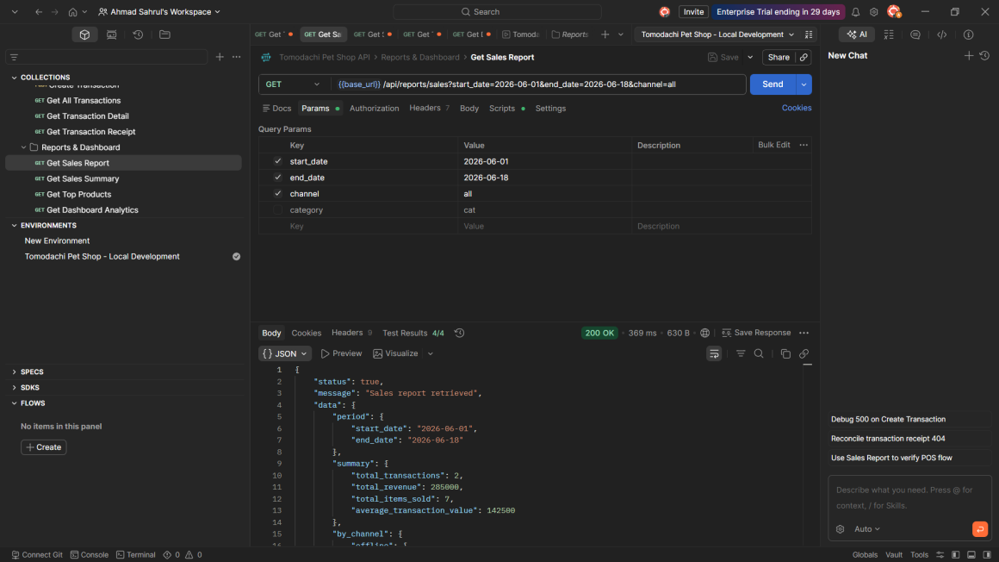 Ahmad Sahrul's Workspace
Search
Invite
Enterprise Trial ending in 29 days
GET Get
GET Get Sa
GET Get
GET Get
GET Get
Tomoda
Reports
Tomodachi Pet Shop - Local Development
AI
COLLECTIONS
Create Transaction
GET Get All Transactions
GET Get Transaction Detail
GET Get Transaction Receipt
Reports & Dashboard
GET Get Sales Report
GET Get Sales Summary
GET Get Top Products
GET Get Dashboard Analytics
ENVIRONMENTS
New Environment
Tomodachi Pet Shop - Local Development
SPECS
SDKS
FLOWS
No items in this panel
Create
Tomodachi Pet Shop API > Reports & Dashboard > Get Sales Report
Save
Share
GET
{{base_url}} /api/reports/sales?start_date=2026-06-01&end_date=2026-06-18&channel=all
Send
Docs Params Authorization Headers 7 Body Scripts Settings
Cookies
Query Params
Key Value Description Bulk Edit
start_date 2026-06-01
end_date 2026-06-18
channel all
category cat
Key Value Description
Body Cookies Headers 9 Test Results 4/4
200 OK 369 ms 630 B
e.g. Save Response
{} JSON Preview Visualize
1 {
2 "status": true,
3 "message": "Sales report retrieved",
4 "data": {
5 "period": {
6 "start_date": "2026-06-01",
7 "end_date": "2026-06-18"
8 },
9 "summary": {
10 "total_transactions": 2,
11 "total_revenue": 285000,
12 "total_items_sold": 7,
13 "average_transaction_value": 142500
14 },
15 "by_channel": {
16 "offline": {
New Chat
Debug 500 on Create Transaction
Reconcile transaction receipt 404
Use Sales Report to verify POS flow
Describe what you need. Press @ for
context, / for Skills.
Auto
Connect Git Console Terminal 0 0
Globals Vault Tools